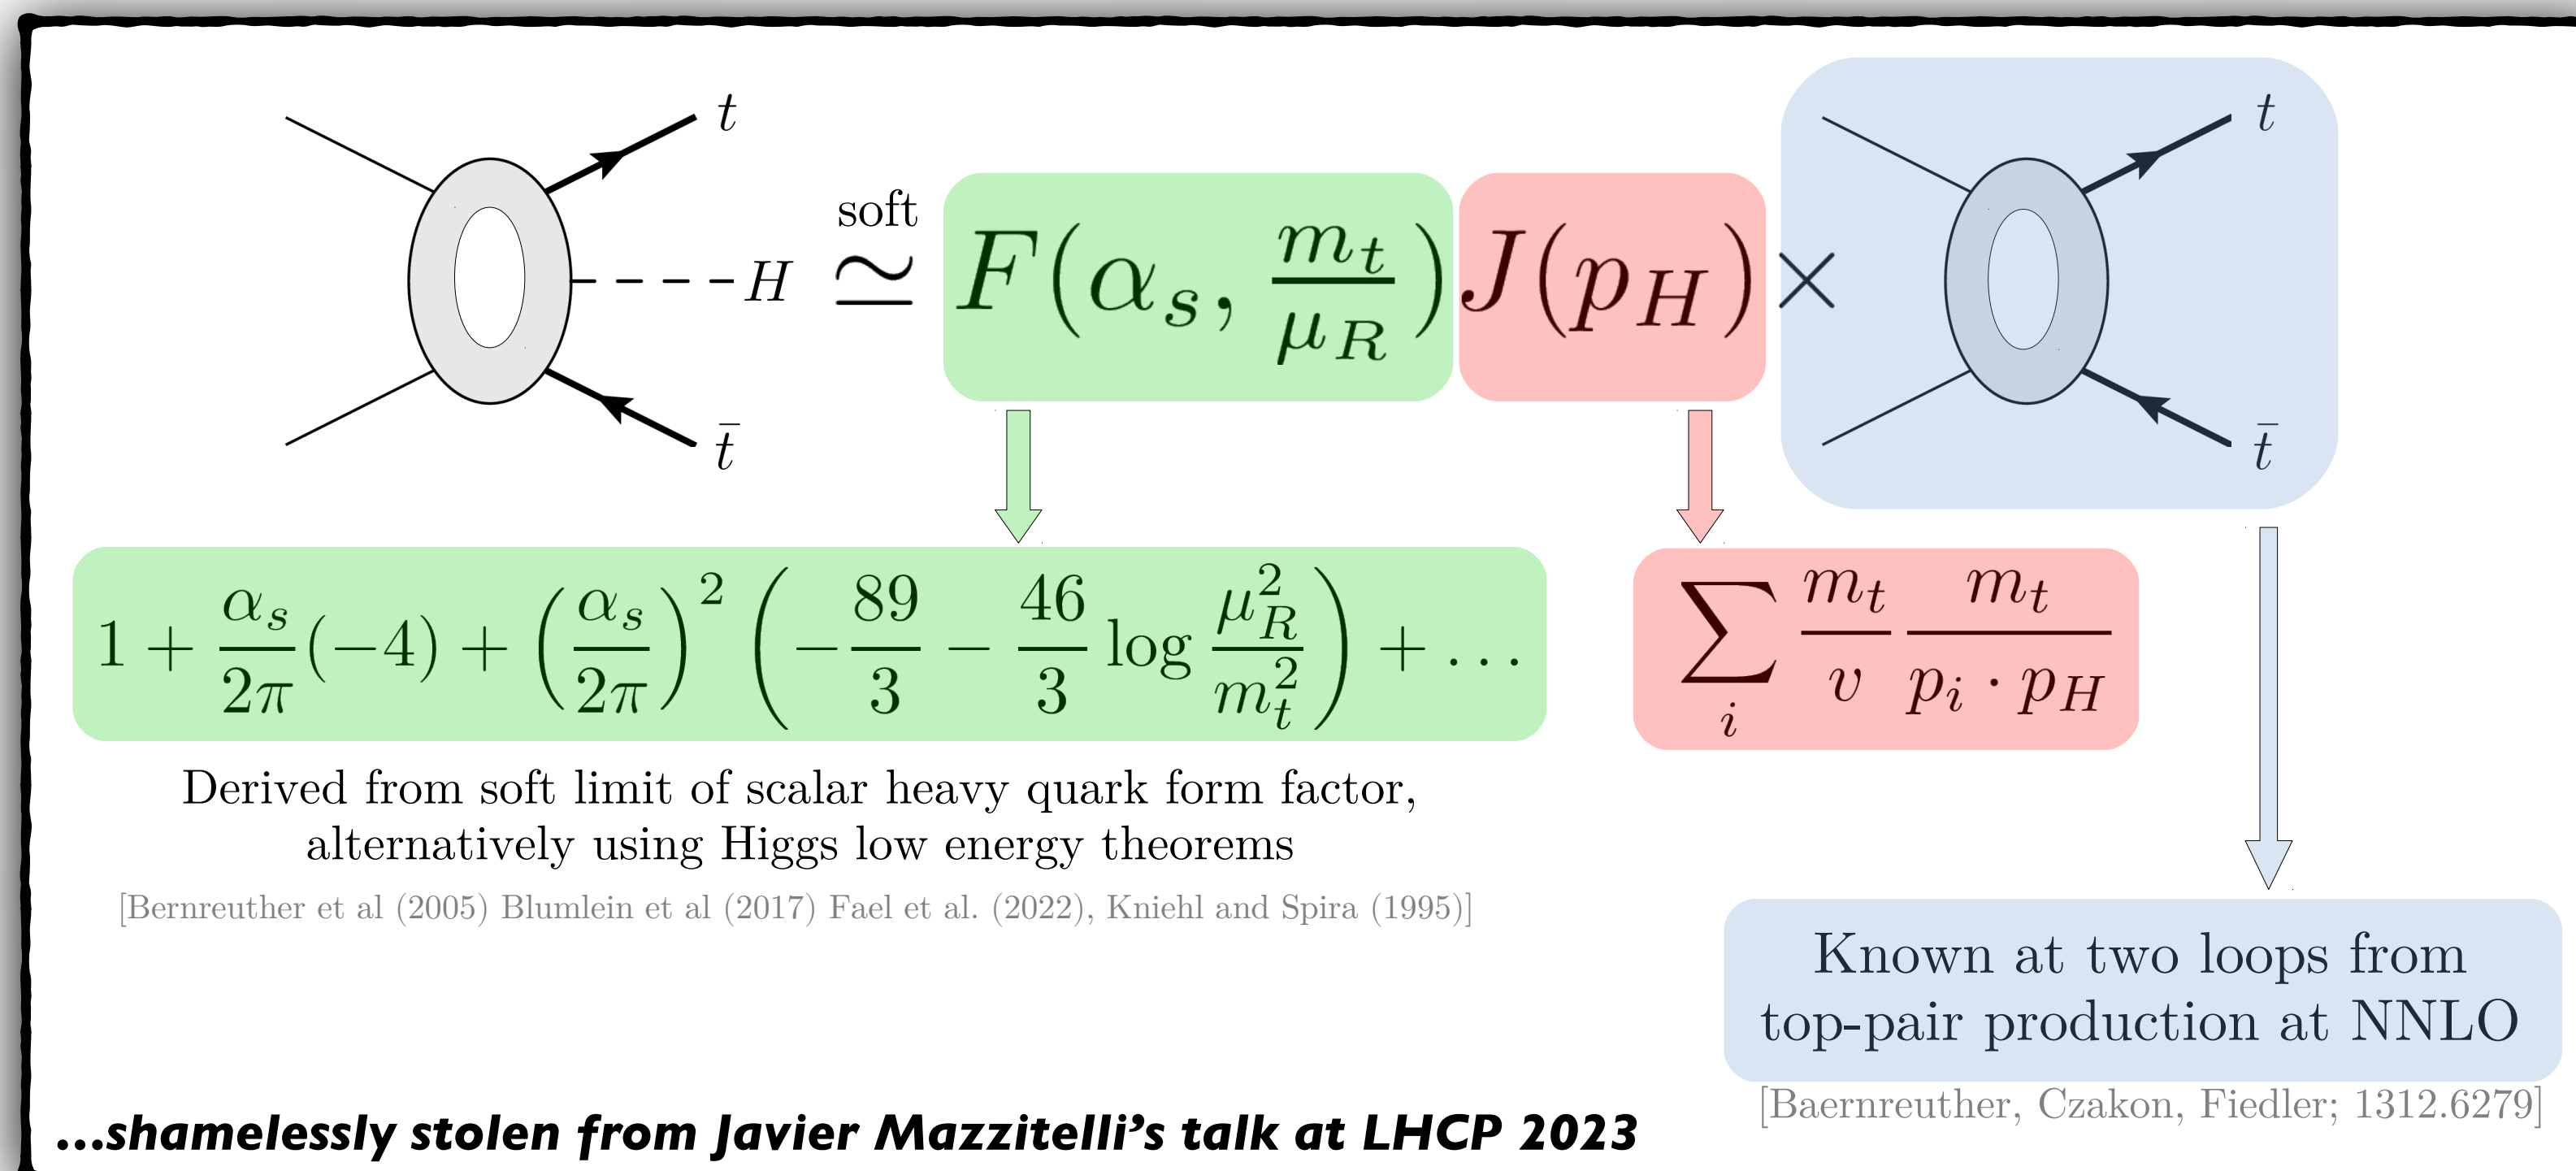 t
H
t̄
soft
≃
F(α_s, m_t/μ_R) J(p_H) ×
t
t̄
1 + α_s/2π (−4) + (α_s/2π)^2 (−89/3 − 46/3 log μ_R^2/m_t^2) + …
∑_i m_t/v m_t/(p_i · p_H)
Derived from soft limit of scalar heavy quark form factor,
alternatively using Higgs low energy theorems
[Bernreuther et al (2005) Blumlein et al (2017) Fael et al. (2022), Kniehl and Spira (1995)]
Known at two loops from
top-pair production at NNLO
[Baernreuther, Czakon, Fiedler; 1312.6279]
...shamelessly stolen from Javier Mazzitelli’s talk at LHCP 2023